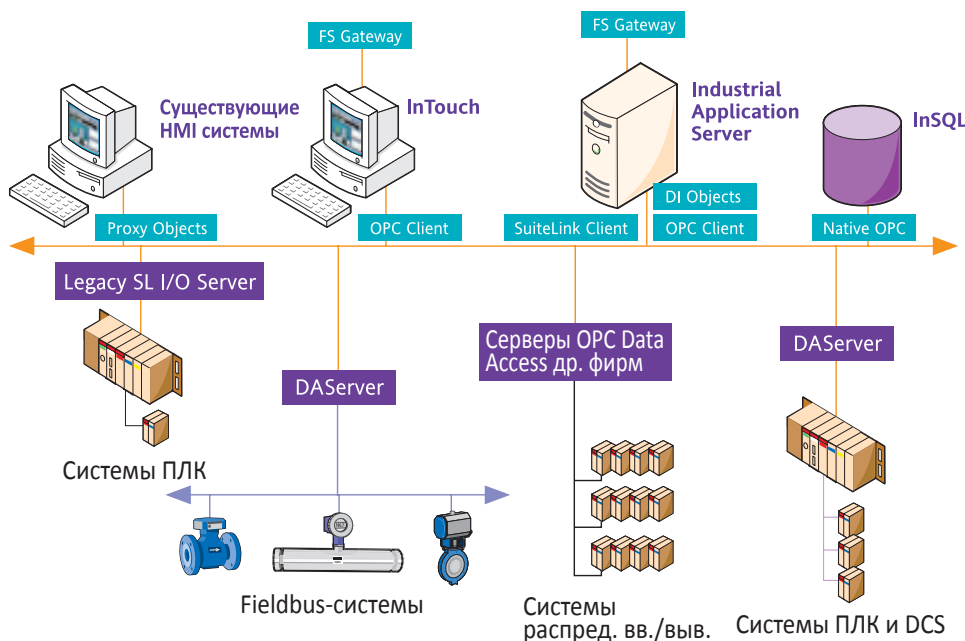 FS Gateway
FS Gateway
Существующие
HMI системы
InTouch
Industrial
Application
Server
InSQL
DI Objects
Proxy Objects
OPC Client
SuiteLink Client
OPC Client
Native OPC
Legacy SL I/O Server
Серверы OPC Data
Access др. фирм
DAServer
DAServer
Системы ПЛК
Fieldbus-системы
Системы
распред. вв./выв.
Системы ПЛК и DCS